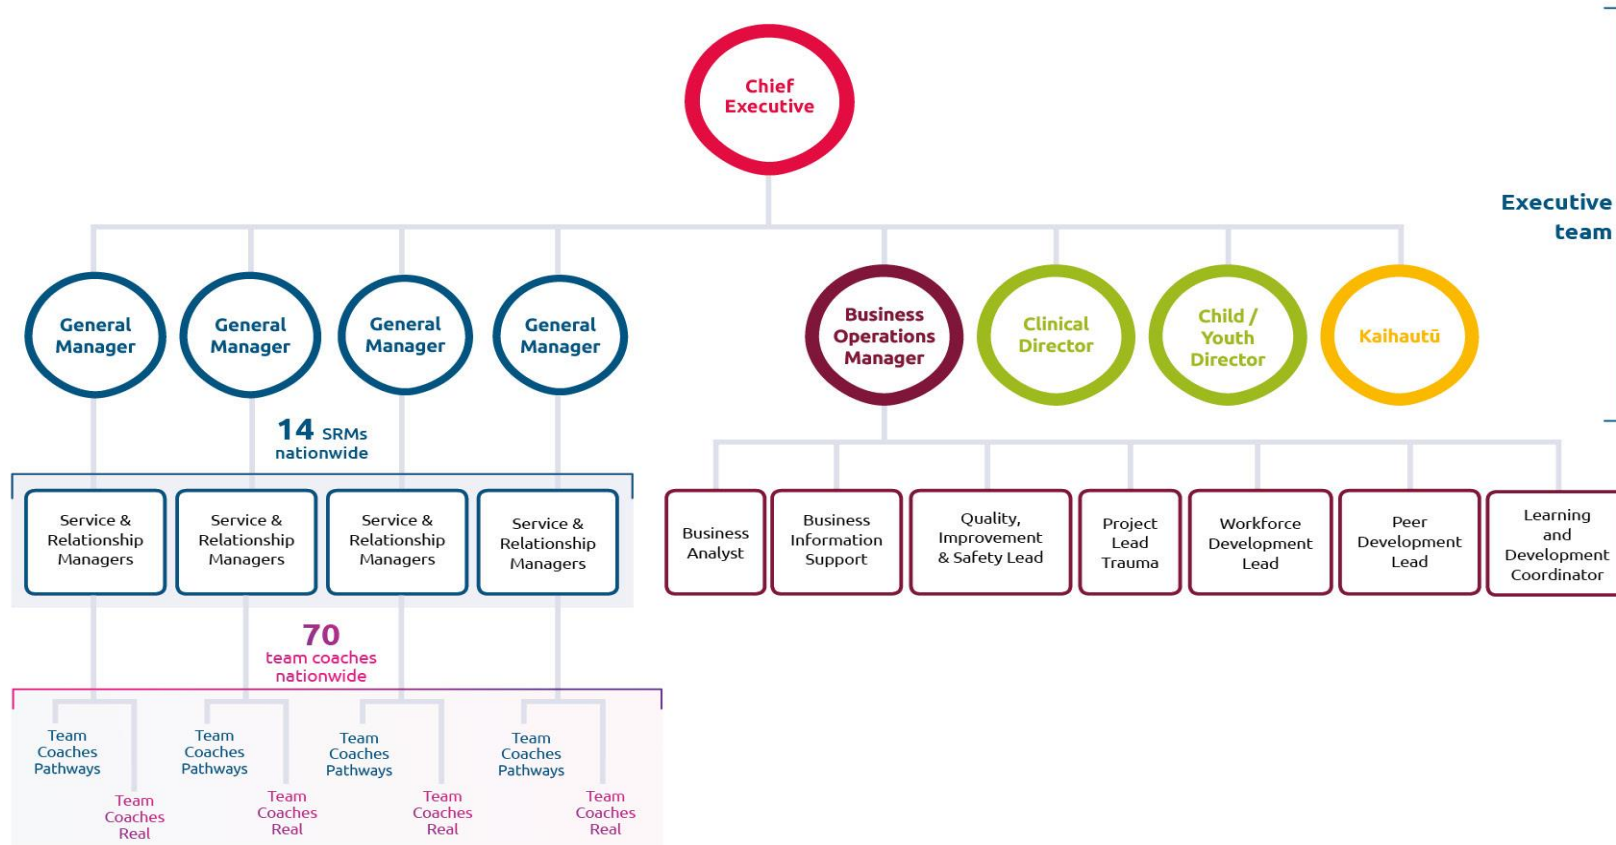 Chief
Executive
Executive
team
General
Manager
General
Manager
General
Manager
General
Manager
Business
Operations
Manager
Clinical
Director
Child /
Youth
Director
Kaihautū
14 SRMs
nationwide
Service &
Relationship
Managers
Service &
Relationship
Managers
Service &
Relationship
Managers
Service &
Relationship
Managers
Business
Analyst
Business
Information
Support
Quality,
Improvement
& Safety Lead
Project
Lead
Trauma
Workforce
Development
Lead
Peer
Development
Lead
Learning
and
Development
Coordinator
70
team coaches
nationwide
Team
Coaches
Pathways
Team
Coaches
Real
Team
Coaches
Pathways
Team
Coaches
Real
Team
Coaches
Pathways
Team
Coaches
Real
Team
Coaches
Pathways
Team
Coaches
Real